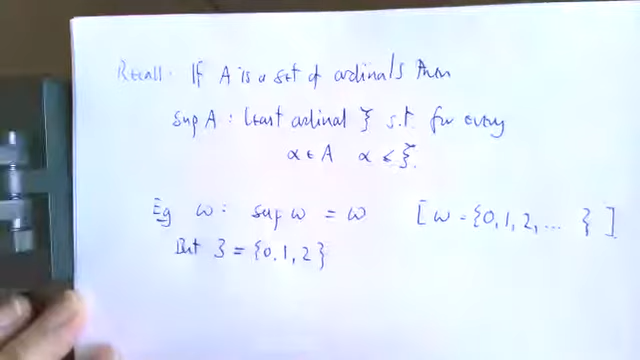 Recall: If A is a set of ordinals then
sup A : least ordinal ξ s.t. for every
α ∈ A α ≤ ξ.
Eg ω : sup ω = ω [ ω = {0, 1, 2, ... } ]
But 3 = {0, 1, 2}